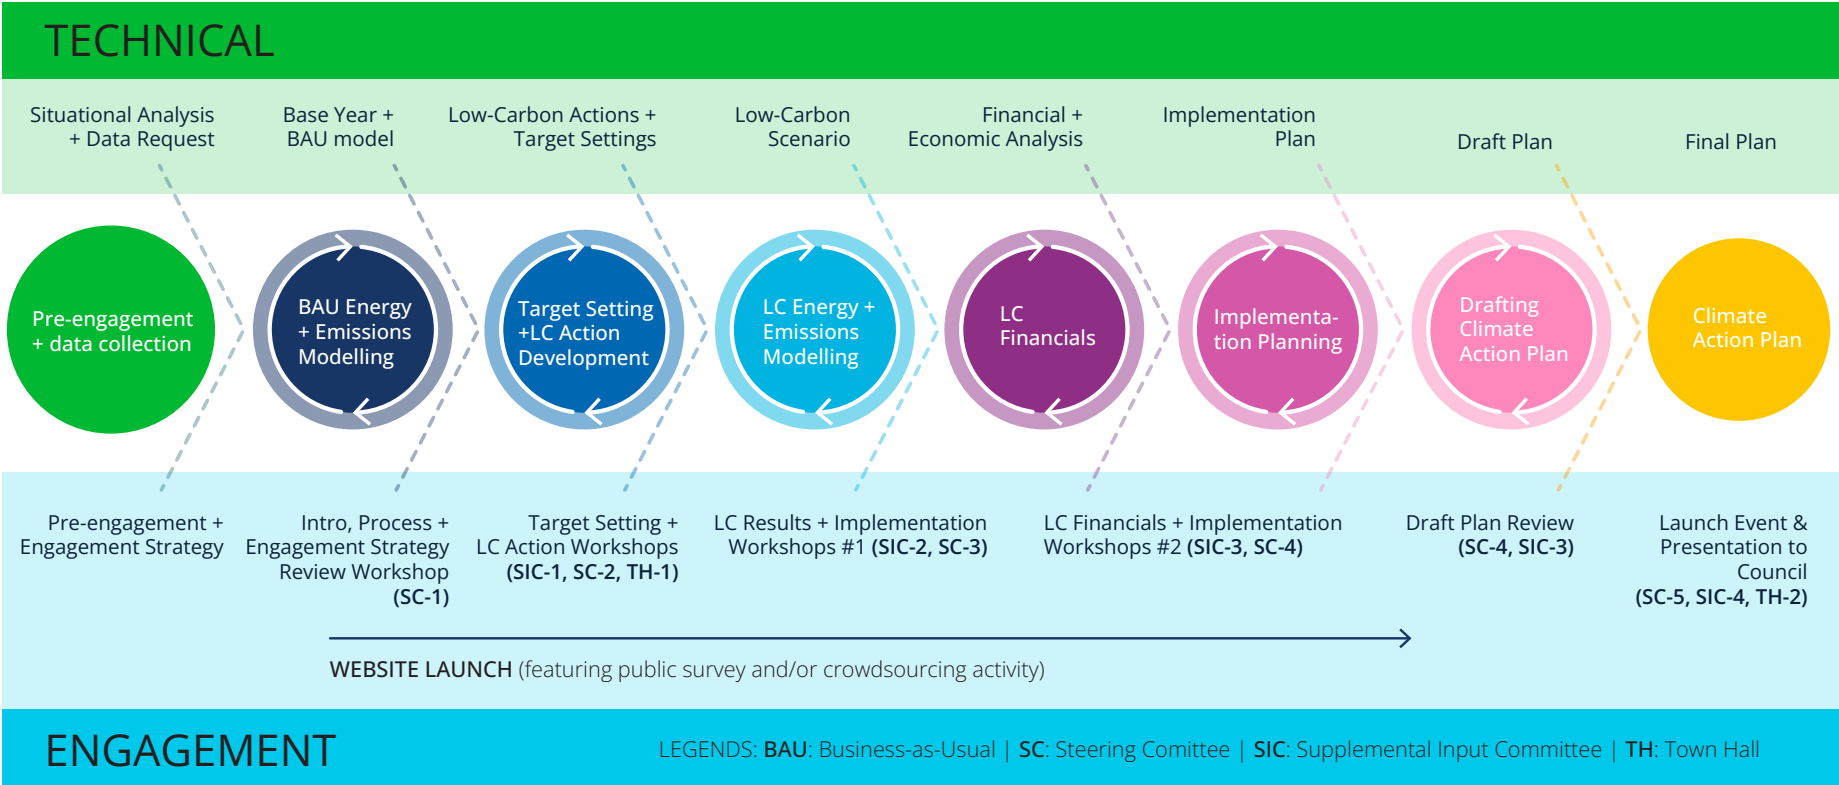 TECHNICAL
Situational Analysis
+ Data Request
Base Year +
BAU model
Low-Carbon Actions +
Target Settings
Low-Carbon
Scenario
Financial +
Economic Analysis
Implementation
Plan
Draft Plan
Final Plan
Pre-engagement
+ data collection
BAU Energy
+ Emissions
Modelling
Target Setting
+LC Action
Development
LC Energy +
Emissions
Modelling
LC
Financials
Implementa-
tion Planning
Drafting
Climate
Action Plan
Climate
Action Plan
Pre-engagement +
Engagement Strategy
Intro, Process +
Engagement Strategy
Review Workshop
(SC-1)
Target Setting +
LC Action Workshops
(SIC-1, SC-2, TH-1)
LC Results + Implementation
Workshops #1 (SIC-2, SC-3)
LC Financials + Implementation
Workshops #2 (SIC-3, SC-4)
Draft Plan Review
(SC-4, SIC-3)
Launch Event &
Presentation to
Council
(SC-5, SIC-4, TH-2)
WEBSITE LAUNCH (featuring public survey and/or crowdsourcing activity)
ENGAGEMENT
LEGENDS: BAU: Business-as-Usual | SC: Steering Comittee | SIC: Supplemental Input Committee | TH: Town Hall